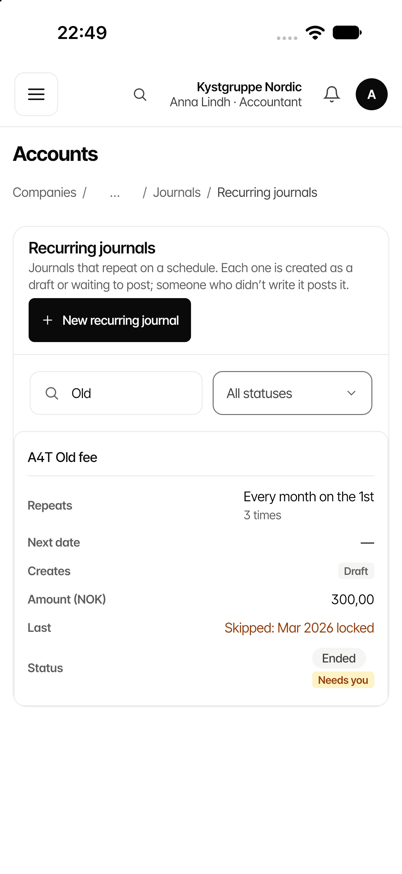 22:49
Kystgruppe Nordic
Anna Lindh · Accountant
A
Accounts
Companies / ... / Journals / Recurring journals
Recurring journals
Journals that repeat on a schedule. Each one is created as a
draft or waiting to post; someone who didn’t write it posts it.
+ New recurring journal
Old
All statuses
A4T Old fee
Repeats
Every month on the 1st
3 times
Next date —
Creates Draft
Amount (NOK) 300,00
Last Skipped: Mar 2026 locked
Status
Ended
Needs you